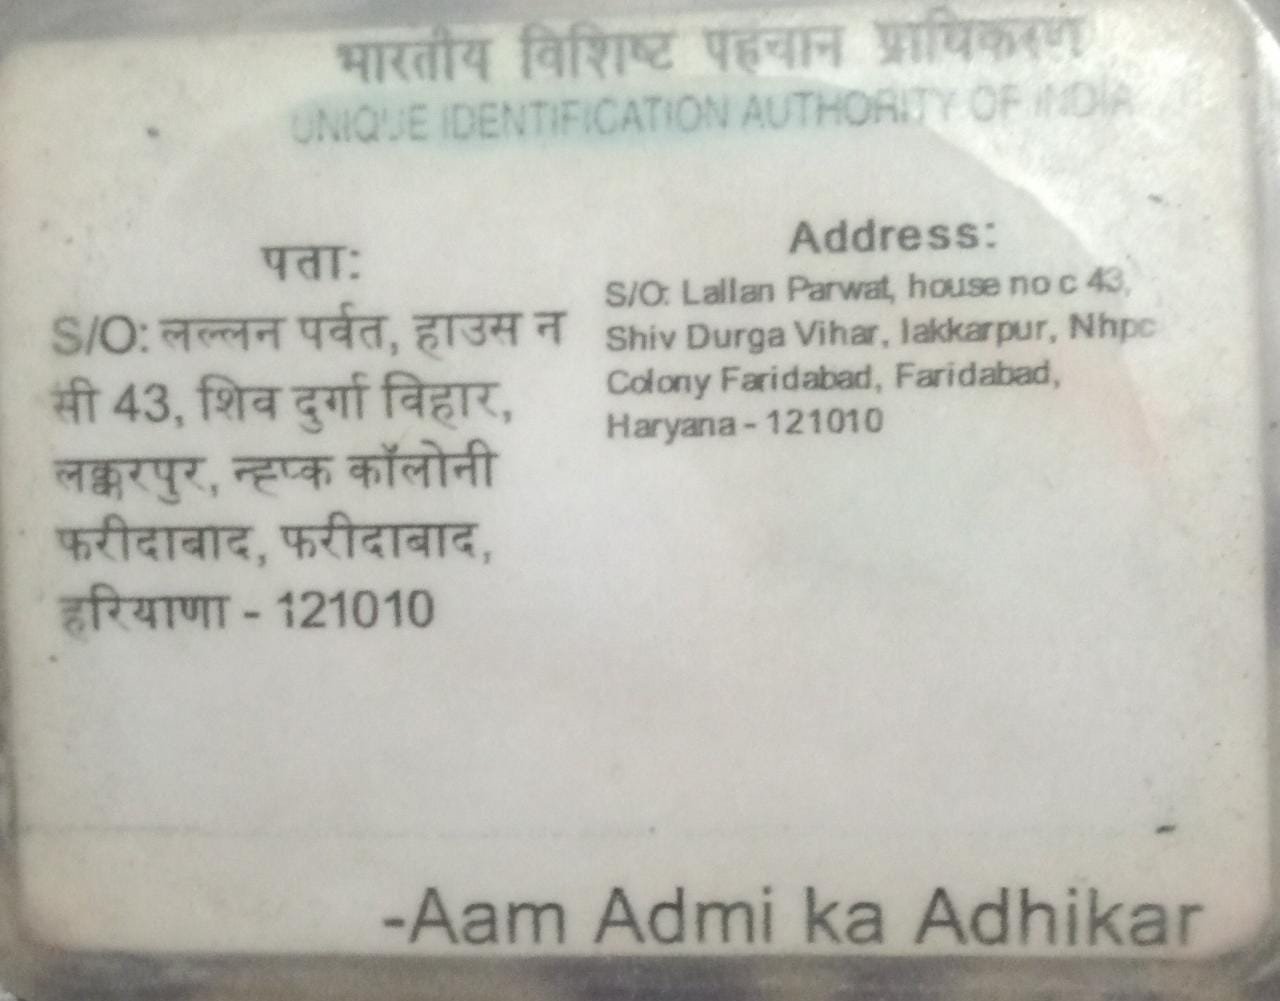 भारतीय विशिष्ट पहचान प्राधिकरण
UNIQUE IDENTIFICATION AUTHORITY OF INDIA
पता:
S/O: लल्लन पर्वत, हाउस न
सी 43, शिव दुर्गा विहार,
लक्करपुर, न्ह्प्क कॉलोनी
फरीदाबाद, फरीदाबाद,
हरियाणा - 121010
Address:
S/O: Lallan Parwat, house no c 43,
Shiv Durga Vihar, lakkarpur, Nhpc
Colony Faridabad, Faridabad,
Haryana - 121010
-Aam Admi ka Adhikar